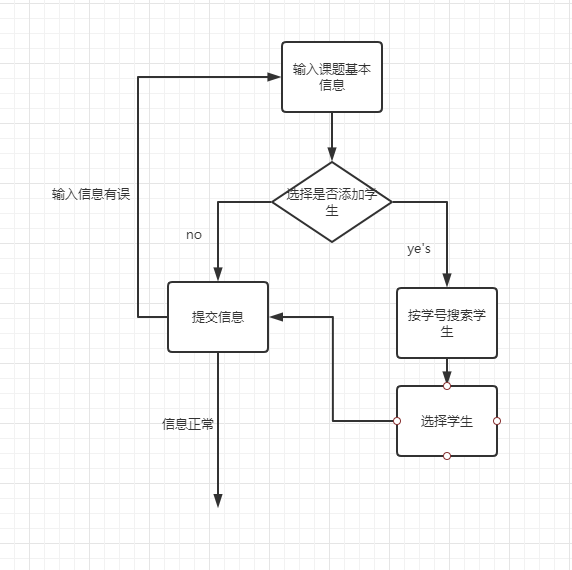 输入课题基本
信息
选择是否添加学
生
输入信息有误
no
ye's
提交信息
按学号搜索学
生
选择学生
信息正常